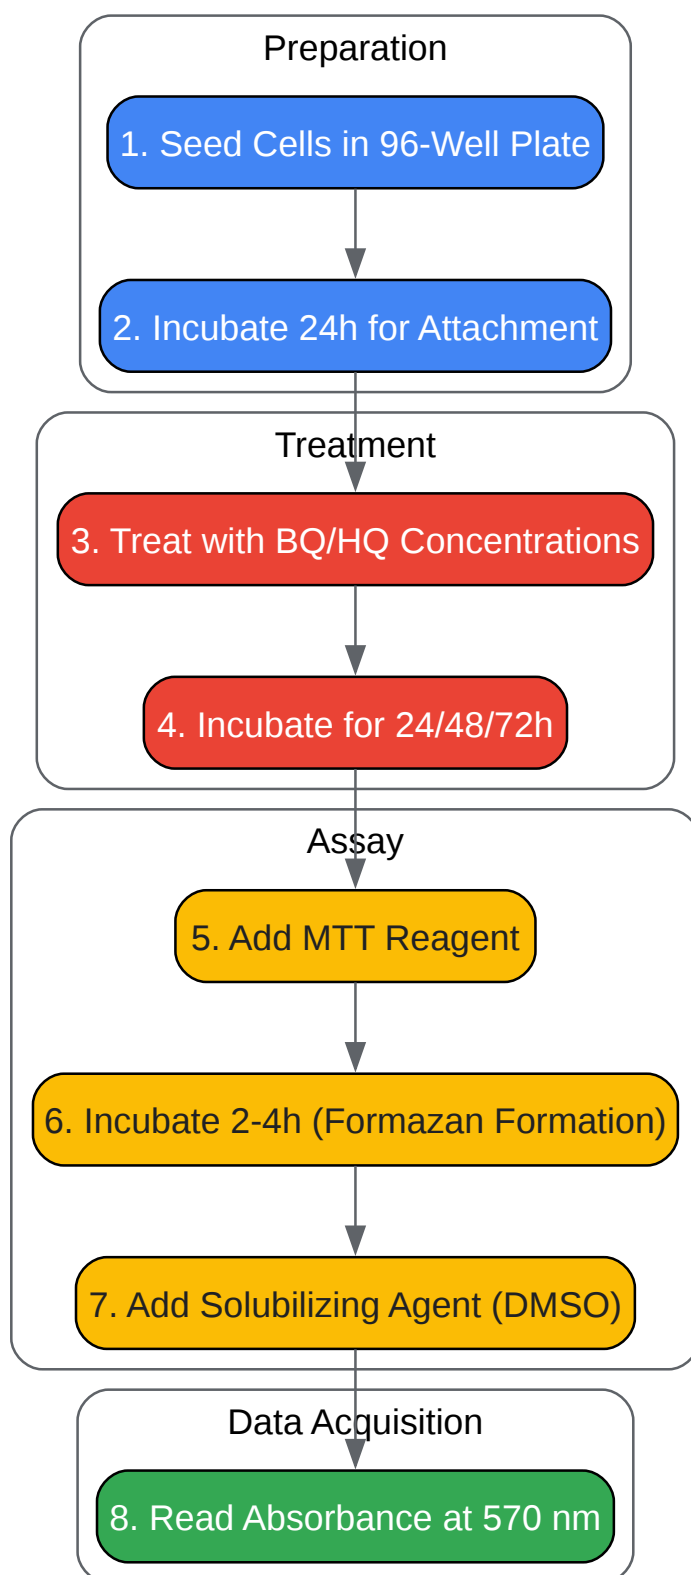 Preparation
1. Seed Cells in 96-Well Plate
2. Incubate 24h for Attachment
Treatment
3. Treat with BQ/HQ Concentrations
4. Incubate for 24/48/72h
Assay
5. Add MTT Reagent
6. Incubate 2-4h (Formazan Formation)
7. Add Solubilizing Agent (DMSO)
Data Acquisition
8. Read Absorbance at 570 nm